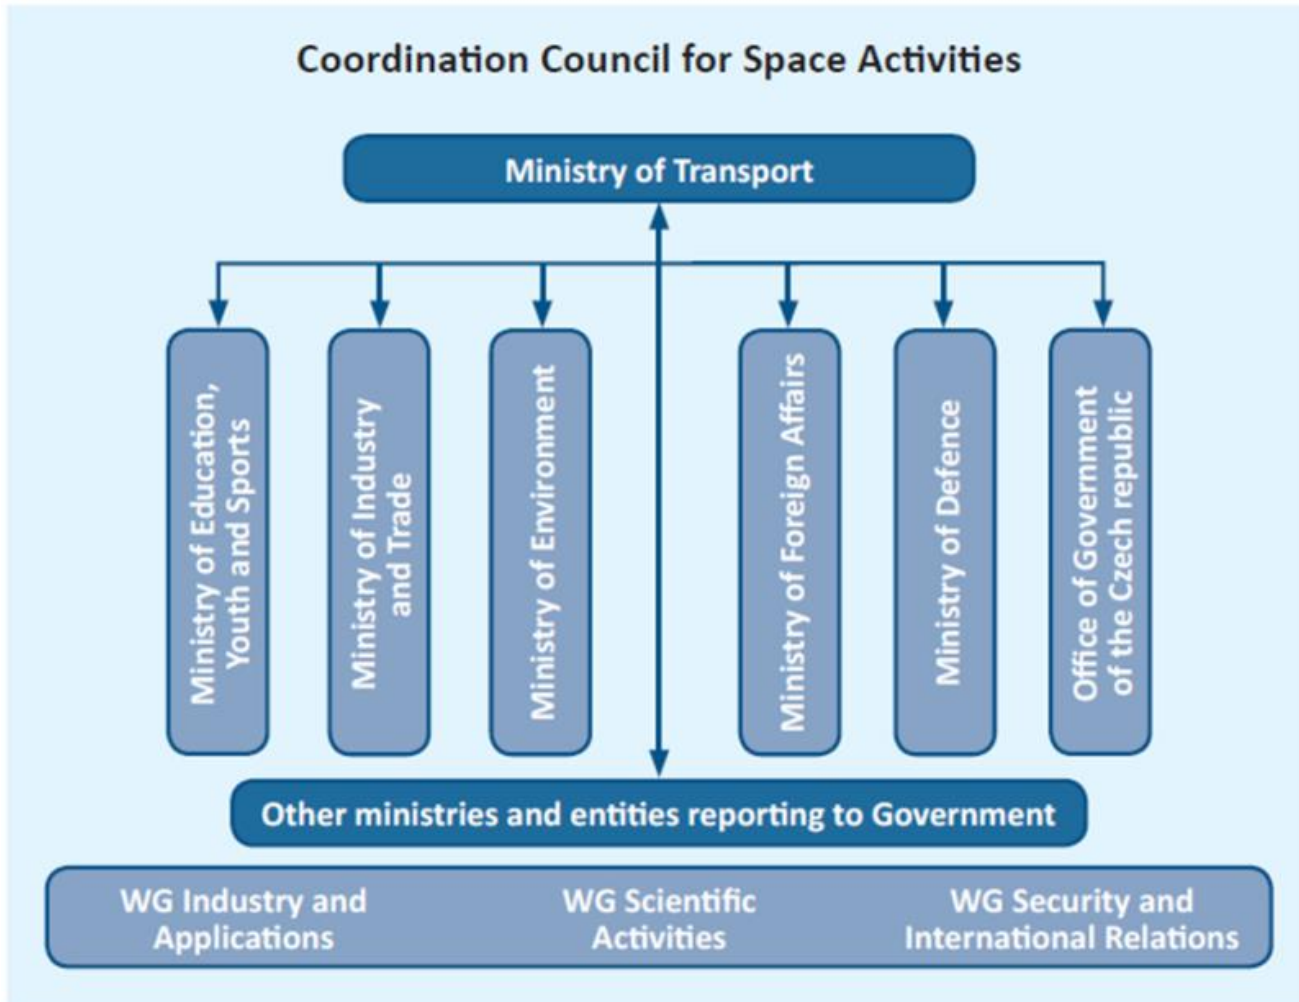 Coordination Council for Space Activities
Ministry of Transport
Ministry of Education,
Youth and Sports
Ministry of Industry
and Trade
Ministry of Environment
Ministry of Foreign Affairs
Ministry of Defence
Office of Government
of the Czech republic
Other ministries and entities reporting to Government
WG Industry and
Applications
WG Scientific
Activities
WG Security and
International Relations